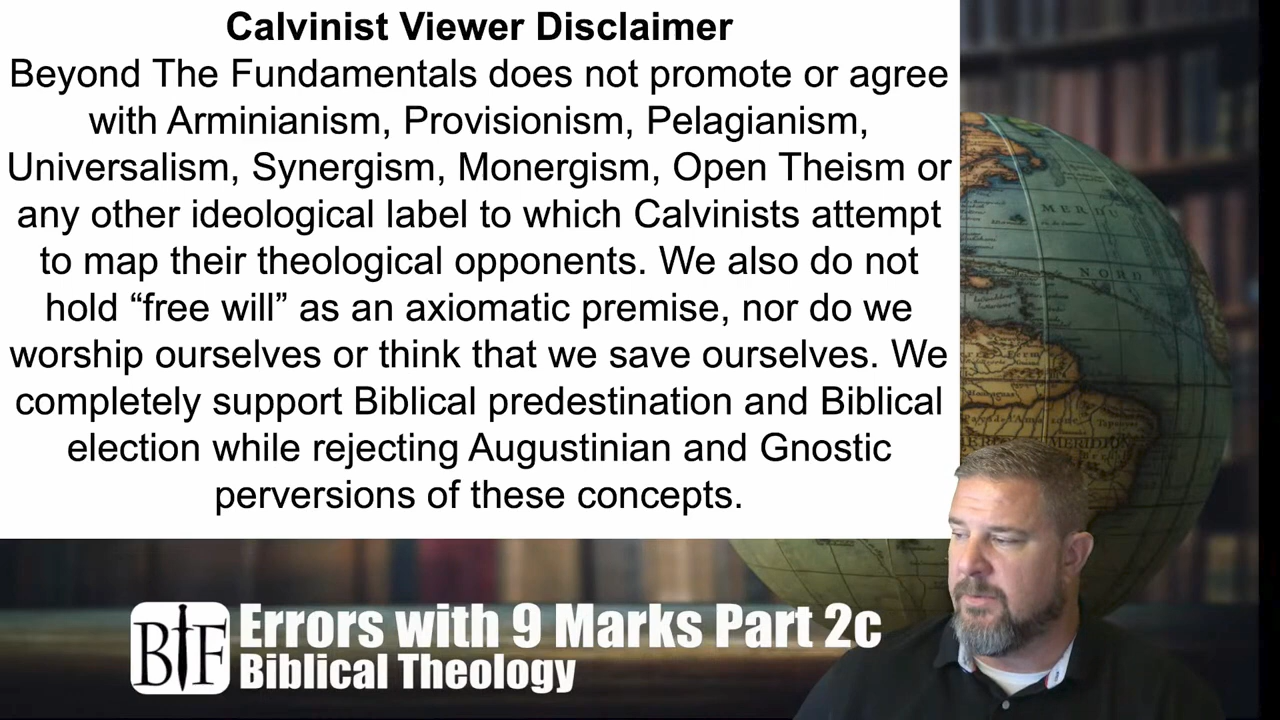 Calvinist Viewer Disclaimer
Beyond The Fundamentals does not promote or agree
with Arminianism, Provisionism, Pelagianism,
Universalism, Synergism, Monergism, Open Theism or
any other ideological label to which Calvinists attempt
to map their theological opponents. We also do not
hold “free will” as an axiomatic premise, nor do we
worship ourselves or think that we save ourselves. We
completely support Biblical predestination and Biblical
election while rejecting Augustinian and Gnostic
perversions of these concepts.
MERDU
NORD
MERIDION
BTF
Errors with 9 Marks Part 2c
Biblical Theology